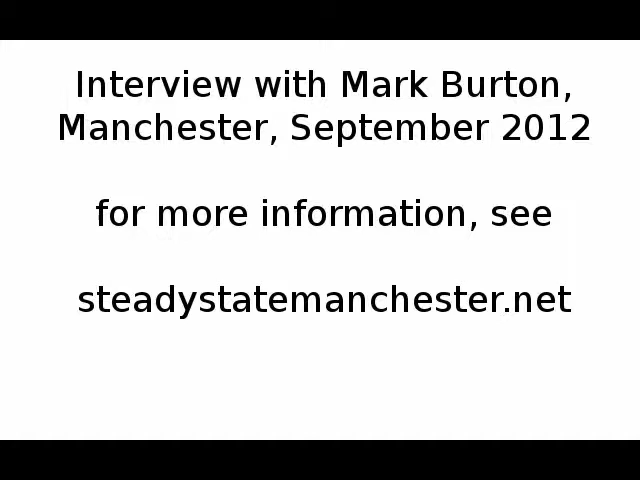 Interview with Mark Burton,
Manchester, September 2012
for more information, see
steadystatemanchester.net